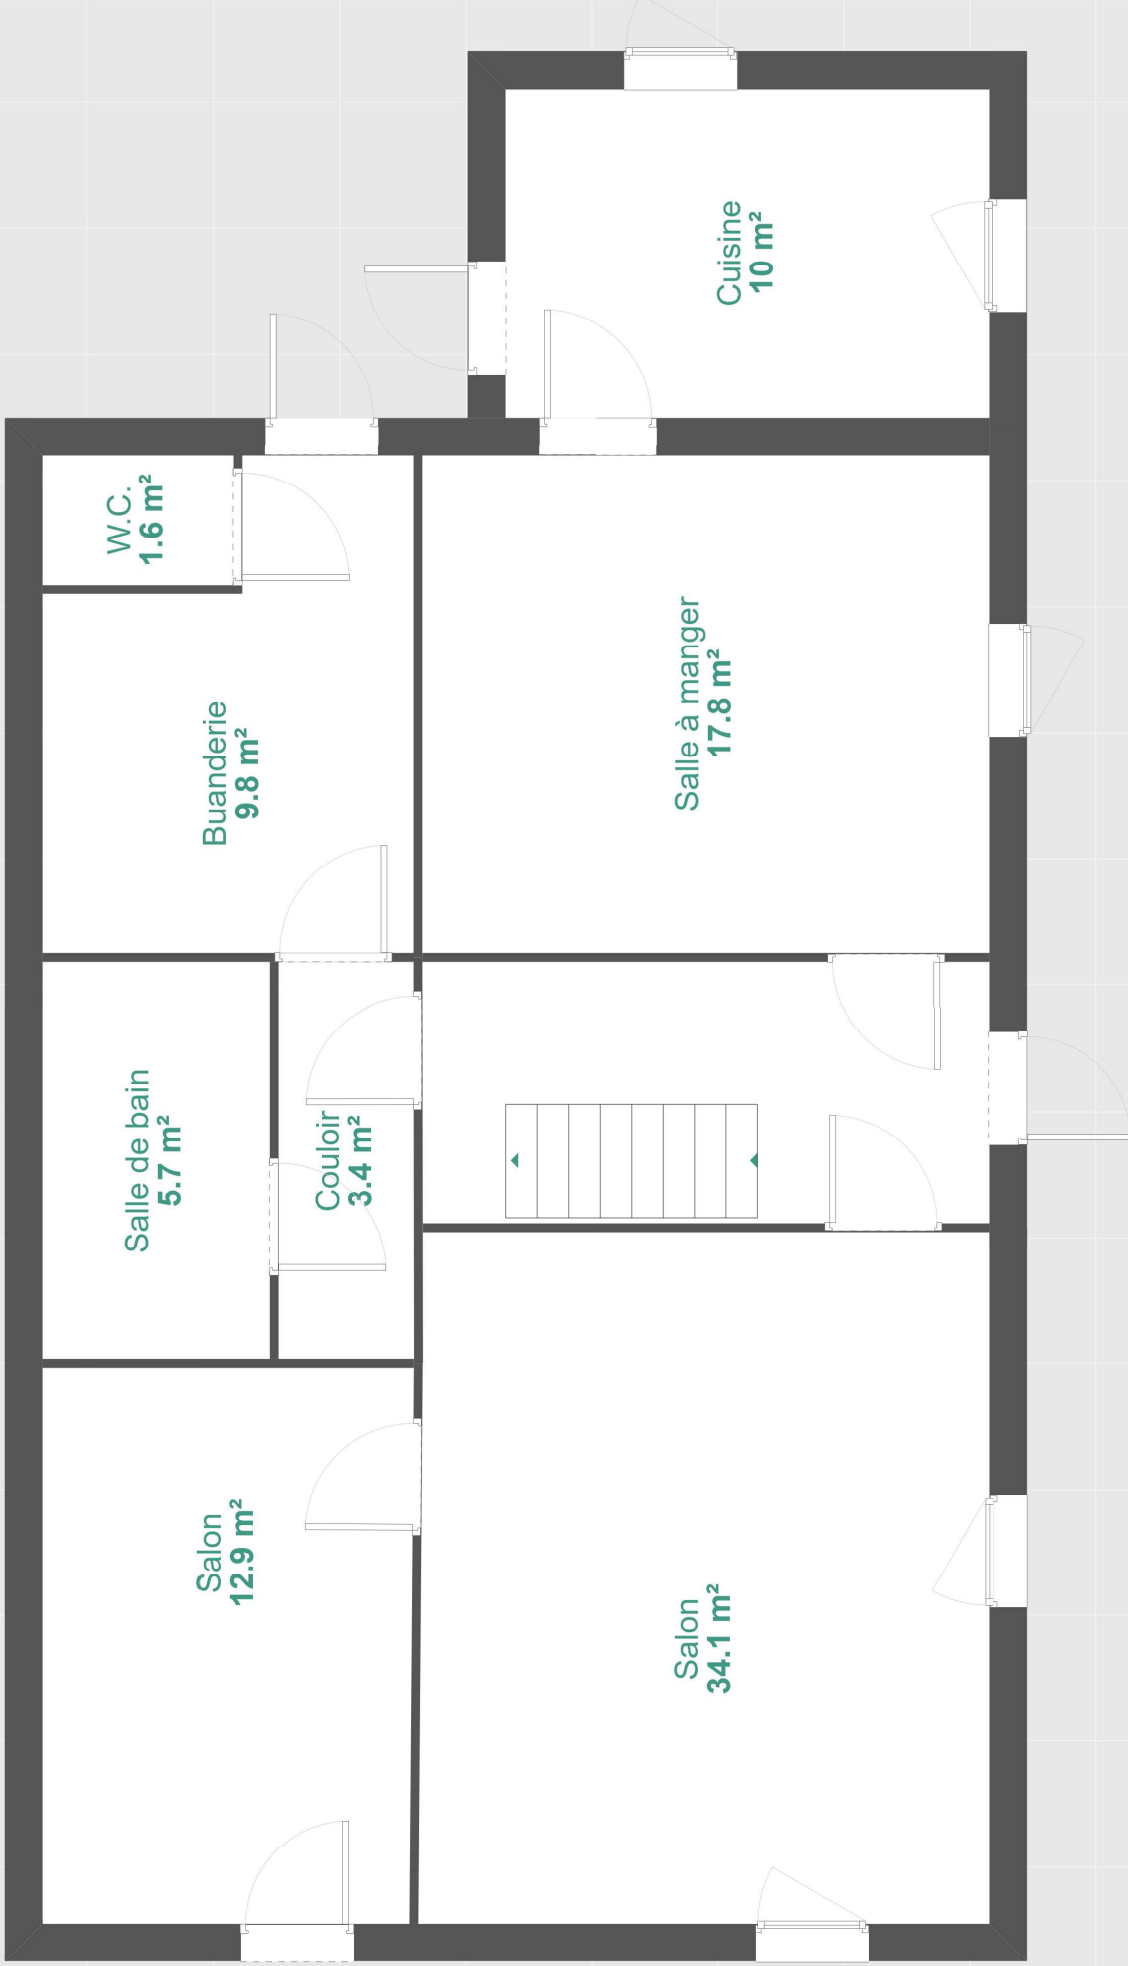 Cuisine
10 m²
W.C.
1.6 m²
Buanderie
9.8 m²
Salle à manger
17.8 m²
Salle de bain
5.7 m²
Couloir
3.4 m²
Salon
12.9 m²
Salon
34.1 m²